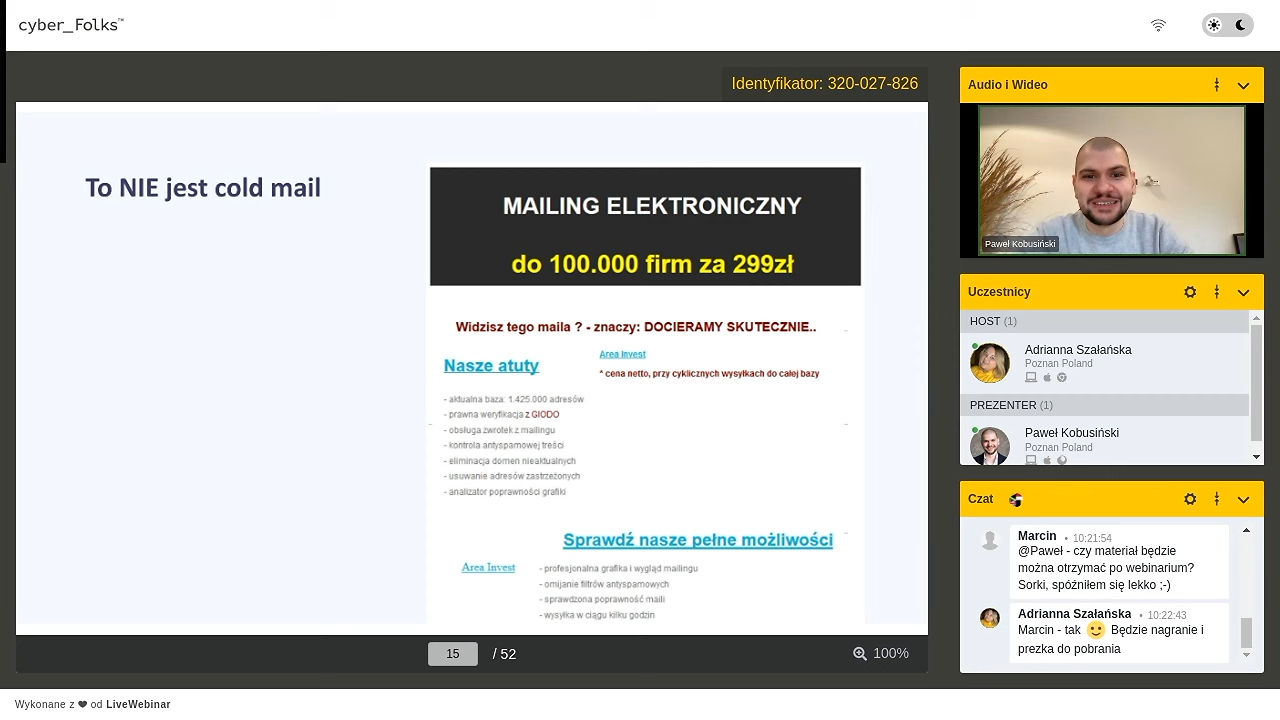 cyber_Folks™
Identyfikator: 320-027-826
To NIE jest cold mail
MAILING ELEKTRONICZNY
do 100.000 firm za 299zł
Widzisz tego maila ? - znaczy: DOCIERAMY SKUTECZNIE..
Nasze atuty
Area Invest
* cena netto, przy cyklicznych wysyłkach do całej bazy
- aktualna baza: 1.425.000 adresów
- prawna weryfikacja z GIODO
- obsługa zwrotek z mailingu
- kontrola antyspamowej treści
- eliminacja domen nieaktualnych
- usuwanie adresów zastrzeżonych
- analizator poprawności grafiki
Sprawdź nasze pełne możliwości
Area Invest
- profesjonalna grafika i wygląd mailingu
- omijanie filtrów antyspamowych
- sprawdzona poprawność maili
- wysyłka w ciągu kilku godzin
15 / 52
100%
Audio i Wideo
Paweł Kobusiński
Uczestnicy
HOST (1)
Adrianna Szałańska
Poznan Poland
PREZENTER (1)
Paweł Kobusiński
Poznan Poland
Czat
Marcin • 10:21:54
@Paweł - czy materiał będzie
można otrzymać po webinarium?
Sorki, spóźniłem się lekko ;-)
Adrianna Szałańska • 10:22:43
Marcin - tak 🙂 Będzie nagranie i
prezka do pobrania
Wykonane z ❤ od LiveWebinar